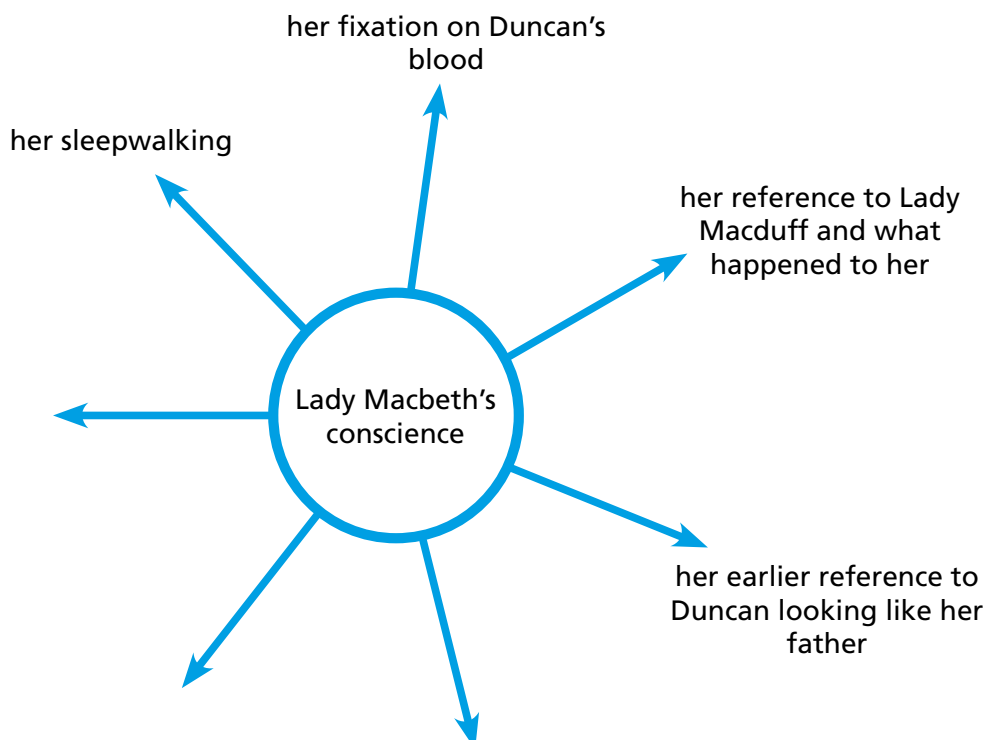 her fixation on Duncan’s
blood
her sleepwalking
her reference to Lady
Macduff and what
happened to her
Lady Macbeth’s
conscience
her earlier reference to
Duncan looking like her
father